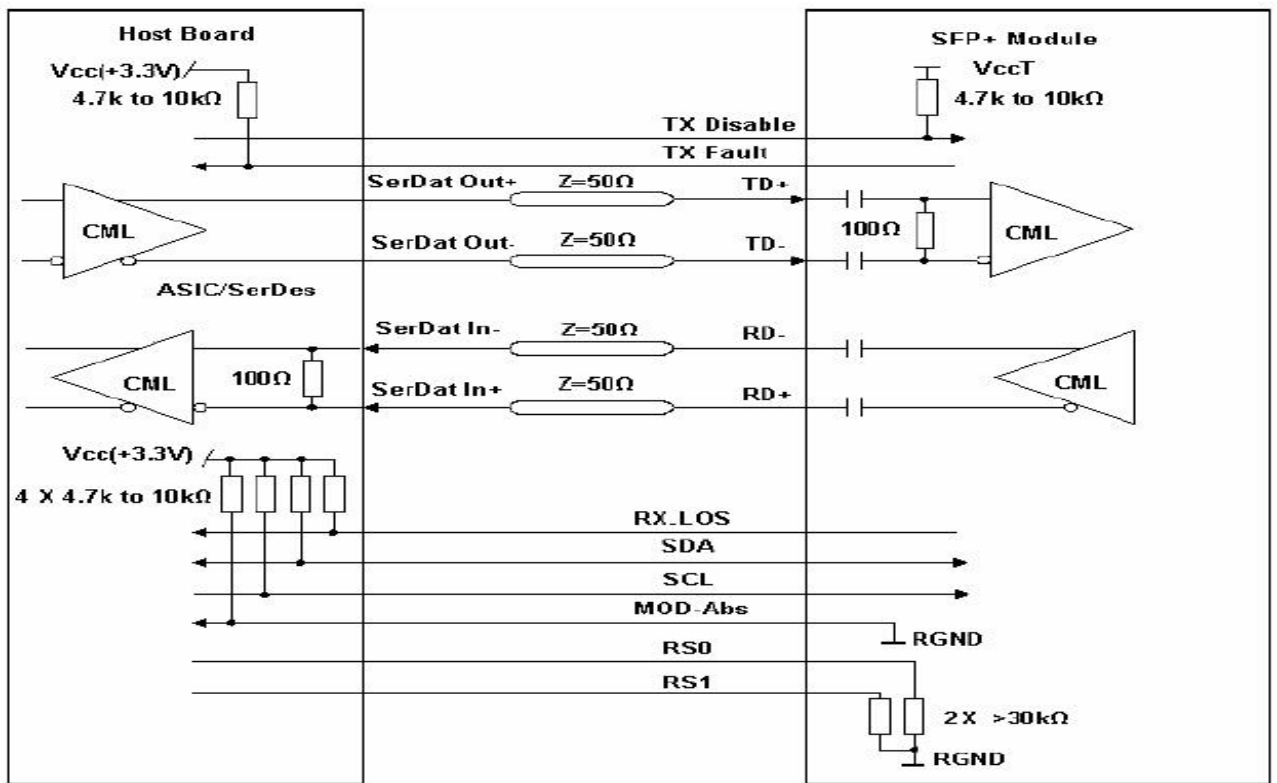 Host Board
SFP+ Module
Vcc(+3.3V)
4.7k to 10kΩ
VccT
4.7k to 10kΩ
TX Disable
TX Fault
SerDat Out+
Z=50Ω
TD+
CML
100Ω
CML
SerDat Out-
Z=50Ω
TD-
ASIC/SerDes
SerDat In-
Z=50Ω
RD-
CML
100Ω
CML
SerDat In+
Z=50Ω
RD+
Vcc(+3.3V)
4 X 4.7k to 10kΩ
RX_LOS
SDA
SCL
MOD-Abs
RGND
RS0
RS1
2X >30kΩ
RGND